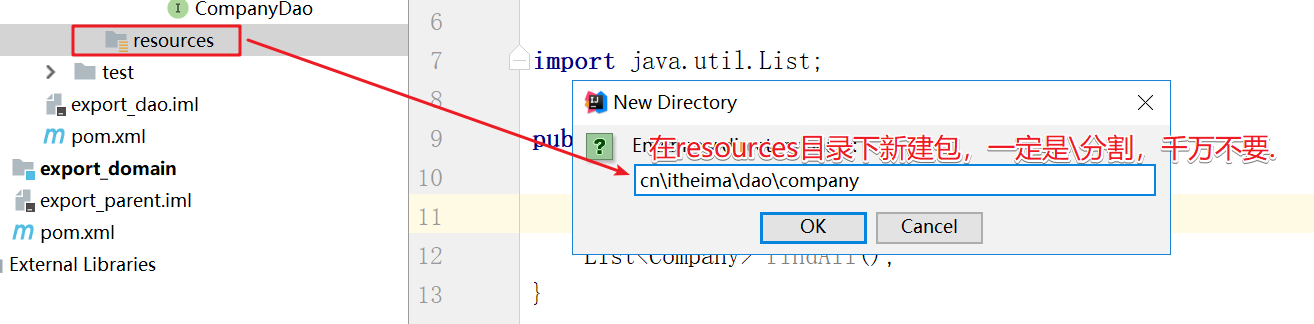 CompanyDao
resources
test
export_dao.iml
pom.xml
export_domain
export_parent.iml
pom.xml
External Libraries
6
7 import java.util.List;
8
9 pub
10
11
12 List<Company> findAll();
13 }
New Directory
在resources目录下新建包，一定是\分割，千万不要.
cn\itheima\dao\company
OK Cancel